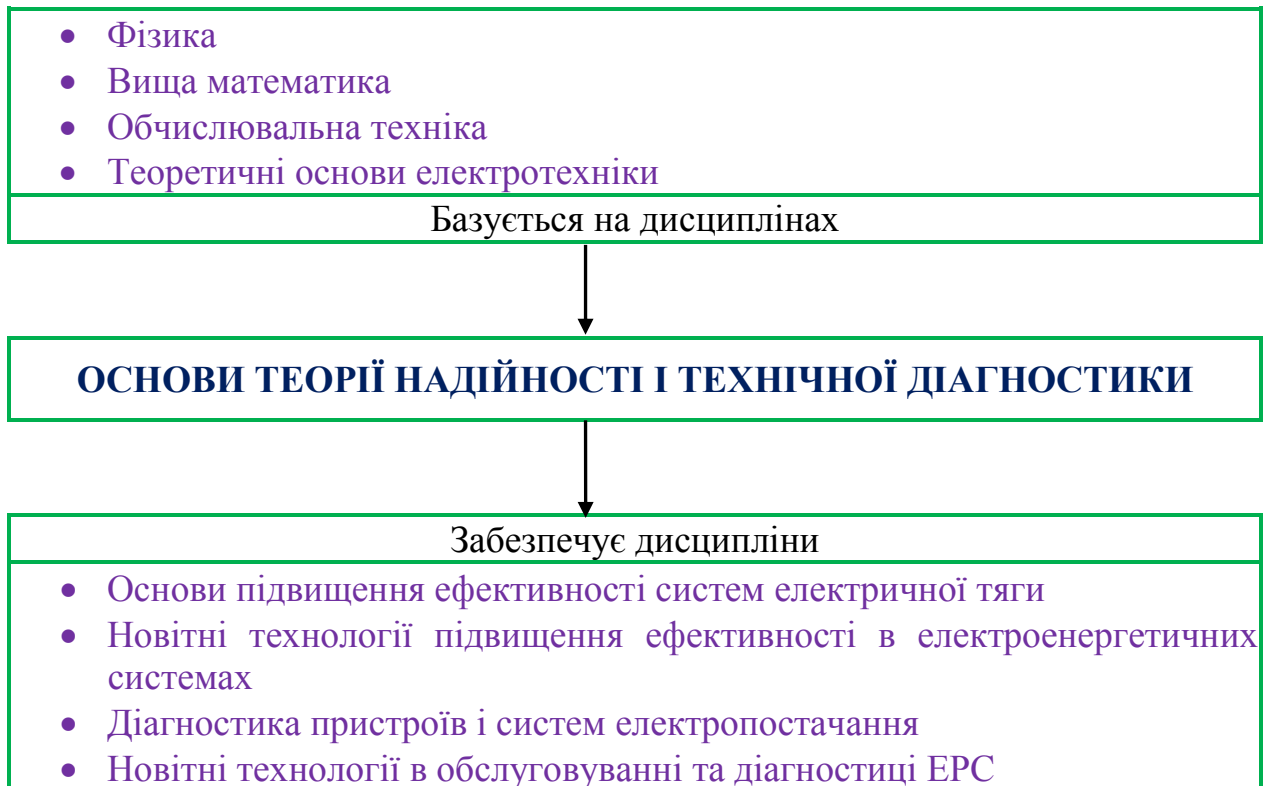 • Фізика
• Вища математика
• Обчислювальна техніка
• Теоретичні основи електротехніки
Базується на дисциплінах
ОСНОВИ ТЕОРІЇ НАДІЙНОСТІ І ТЕХНІЧНОЇ ДІАГНОСТИКИ
Забезпечує дисципліни
• Основи підвищення ефективності систем електричної тяги
• Новітні технології підвищення ефективності в електроенергетичних
системах
• Діагностика пристроїв і систем електропостачання
• Новітні технології в обслуговуванні та діагностиці ЕРС